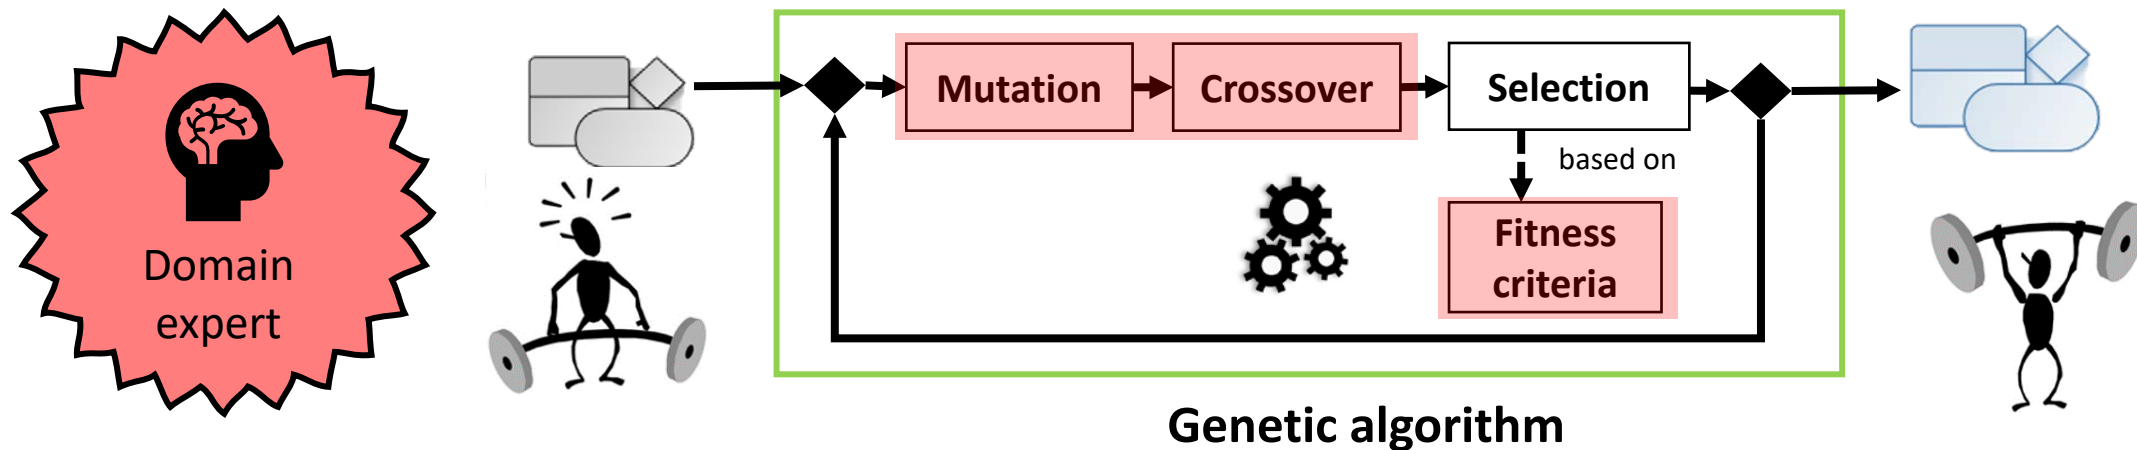 Domain
expert
Mutation
Crossover
Selection
based on
Fitness
criteria
Genetic algorithm